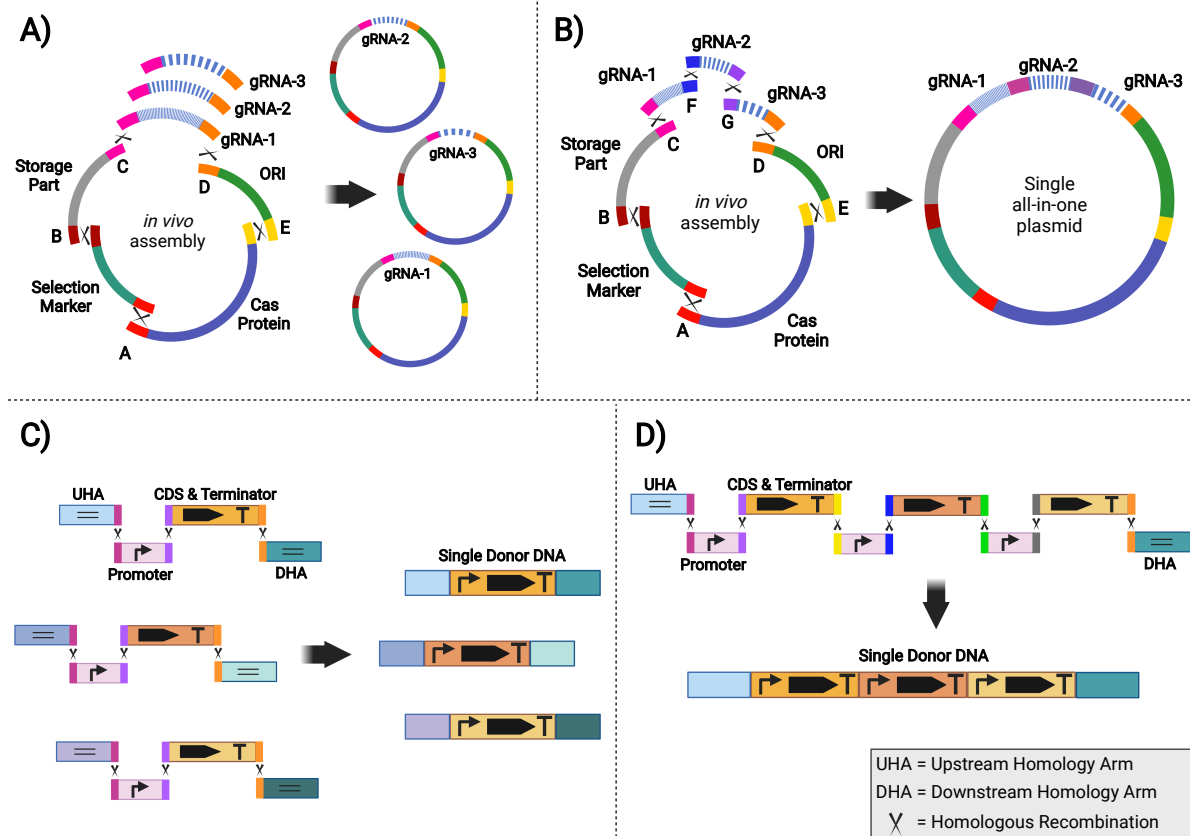 A)
gRNA-3
gRNA-2
gRNA-1
Storage
Part
C
D
ORI
B
in vivo
assembly
E
Selection
Marker
Cas
Protein
A
gRNA-2
gRNA-3
gRNA-1
B)
gRNA-2
gRNA-1
F
gRNA-3
G
Storage
Part
C
D
ORI
B
in vivo
assembly
E
Selection
Marker
Cas
Protein
A
gRNA-1
gRNA-2
gRNA-3
Single
all-in-one
plasmid
C)
UHA
CDS & Terminator
T
Promoter
DHA
T
T
Single Donor DNA
T
T
T
D)
UHA
CDS & Terminator
T
T
T
Promoter
DHA
Single Donor DNA
T
T
T
UHA = Upstream Homology Arm
DHA = Downstream Homology Arm
= Homologous Recombination